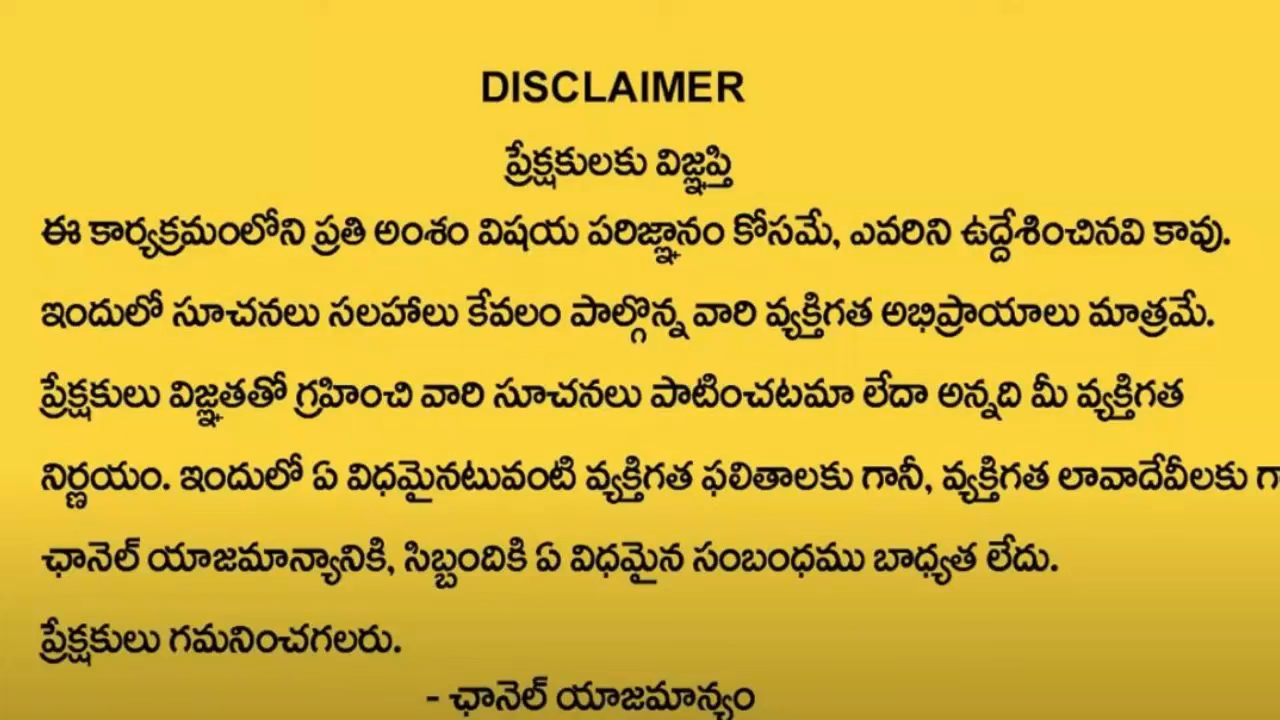 DISCLAIMER
ప్రేక్షకులకు విజ్ఞప్తి
ఈ కార్యక్రమంలోని ప్రతి అంశం విషయ పరిజ్ఞానం కోసమే, ఎవరిని ఉద్దేశించినవి కావు.
ఇందులో సూచనలు సలహాలు కేవలం పాల్గొన్న వారి వ్యక్తిగత అభిప్రాయాలు మాత్రమే.
ప్రేక్షకులు విజ్ఞతతో గ్రహించి వారి సూచనలు పాటించటమా లేదా అన్నది మీ వ్యక్తిగత
నిర్ణయం. ఇందులో ఏ విధమైనటువంటి వ్యక్తిగత ఫలితాలకు గానీ, వ్యక్తిగత లావాదేవీలకు
ఛానెల్ యాజమాన్యానికి, సిబ్బందికి ఏ విధమైన సంబంధము బాధ్యత లేదు.
ప్రేక్షకులు గమనించగలరు.
- ఛానెల్ యాజమాన్యం